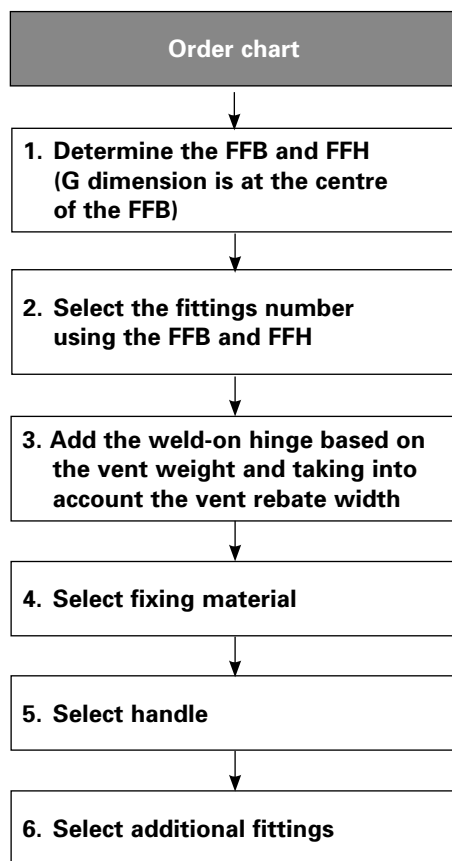 Order chart
1. Determine the FFB and FFH
(G dimension is at the centre
of the FFB)
2. Select the fittings number
using the FFB and FFH
3. Add the weld-on hinge based on
the vent weight and taking into
account the vent rebate width
4. Select fixing material
5. Select handle
6. Select additional fittings